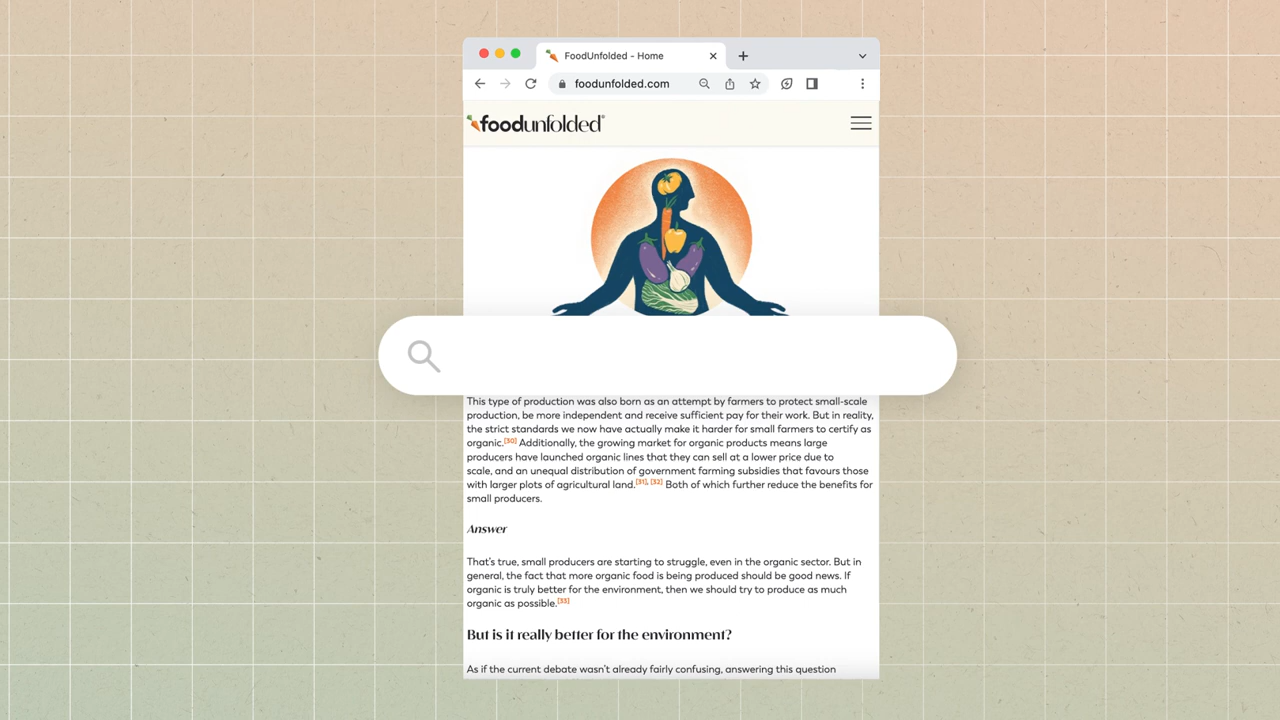 FoodUnfolded - Home
foodunfolded.com
foodunfolded®
This type of production was also born as an attempt by farmers to protect small-scale
production, be more independent and receive sufficient pay for their work. But in reality,
the strict standards we now have actually make it harder for small farmers to certify as
organic.[30] Additionally, the growing market for organic products means large
producers have launched organic lines that they can sell at a lower price due to
scale, and an unequal distribution of government farming subsidies that favours those
with larger plots of agricultural land.[31], [32] Both of which further reduce the benefits for
small producers.
Answer
That's true, small producers are starting to struggle, even in the organic sector. But in
general, the fact that more organic food is being produced should be good news. If
organic is truly better for the environment, then we should try to produce as much
organic as possible.[33]
But is it really better for the environment?
As if the current debate wasn't already fairly confusing, answering this question